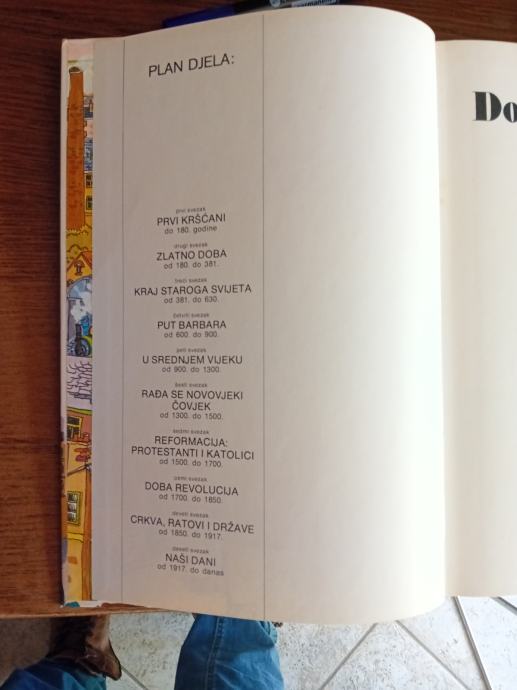 PLAN DJELA:
prvi svezak
PRVI KRŠĆANI
do 180. godine
drugi svezak
ZLATNO DOBA
od 180. do 381.
treći svezak
KRAJ STAROGA SVIJETA
od 381. do 630.
četvrti svezak
PUT BARBARA
od 600. do 900.
peti svezak
U SREDNJEM VIJEKU
od 900. do 1300.
šesti svezak
RAĐA SE NOVOVJEKI
ČOVJEK
od 1300. do 1500.
sedmi svezak
REFORMACIJA:
PROTESTANTI I KATOLICI
od 1500. do 1700.
osmi svezak
DOBA REVOLUCIJA
od 1700. do 1850.
deveti svezak
CRKVA, RATOVI I DRŽAVE
od 1850. do 1917.
deseti svezak
NAŠI DANI
od 1917. do danas
Do